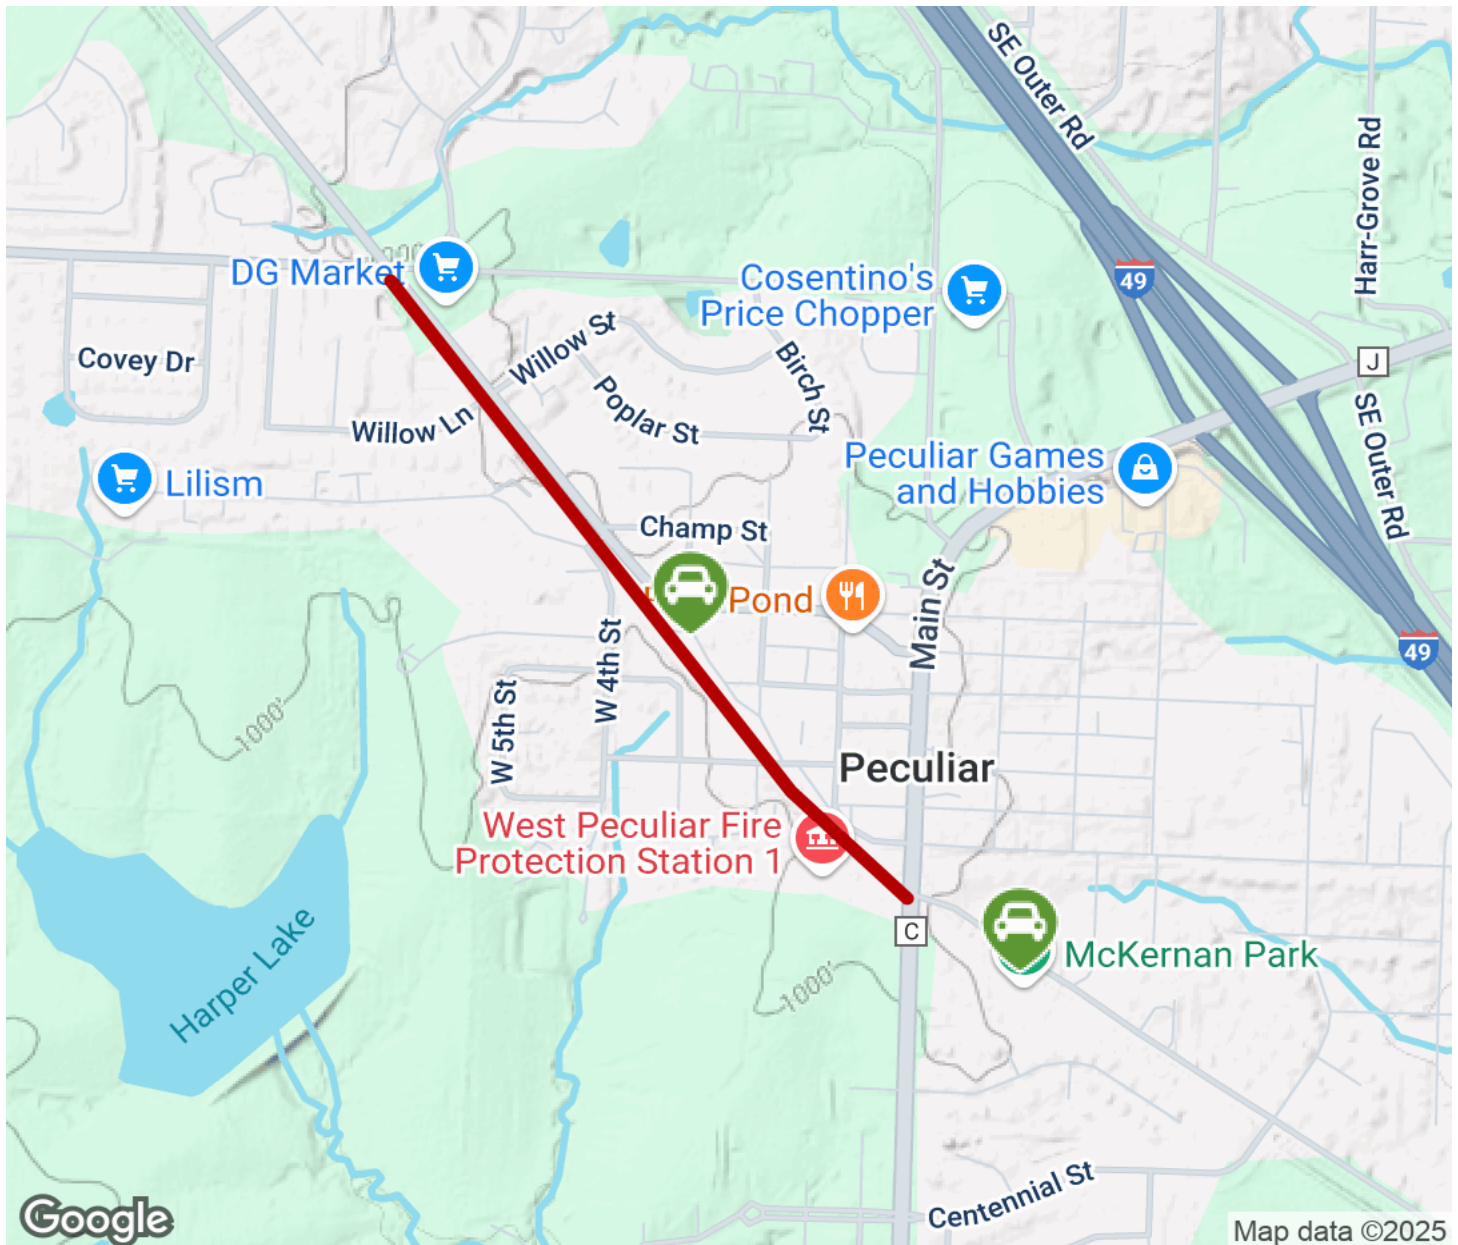 SE Outer Rd
49
Harr-Grove Rd
DG Market
Cosentino's
Price Chopper
Covey Dr
Willow St
Birch St
J
Poplar St
Willow Ln
SE Outer Rd
Peculiar Games
and Hobbies
Lilism
Champ St
Pond
Main St
49
W 4th St
W 5th St
1000'
Peculiar
West Peculiar Fire
Protection Station 1
C
McKernan Park
Harper Lake
1000'
Centennial St
Google
Map data ©2025